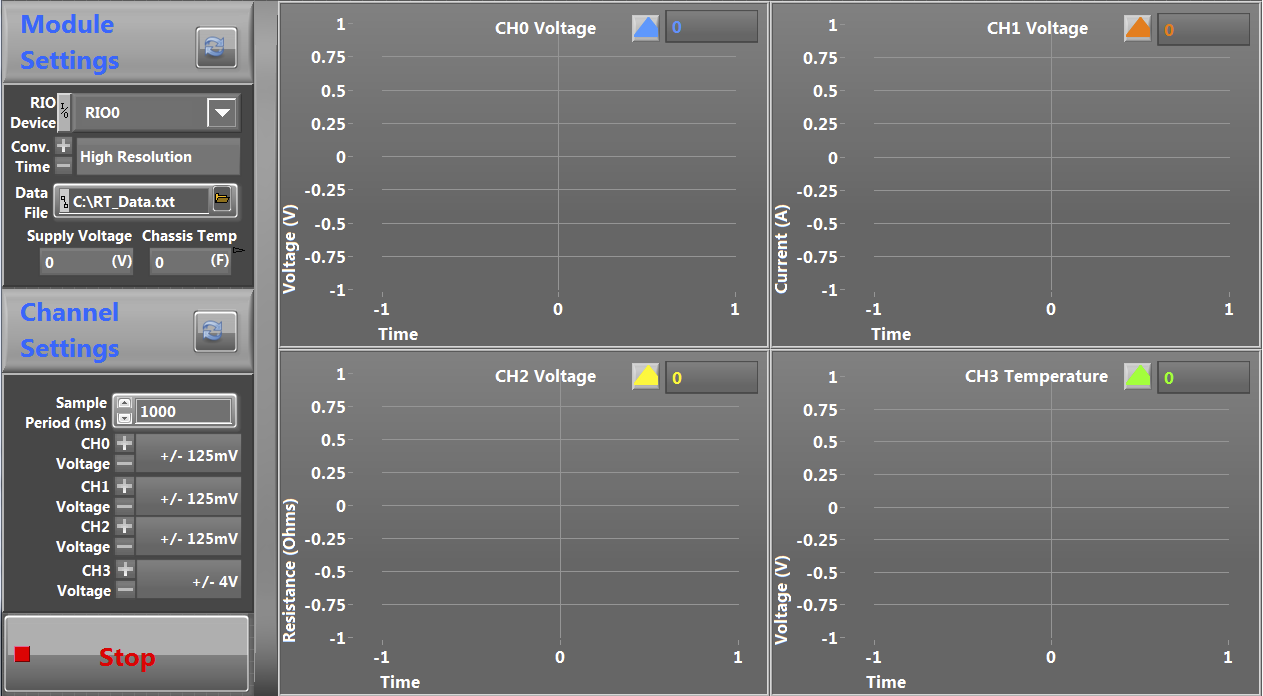 Module
Settings
RIO
Device
I/O
RIO0
Conv.
Time
High Resolution
Data
File
C:\RT_Data.txt
Supply Voltage Chassis Temp
0 (V) 0 (F)
Channel
Settings
Sample
Period (ms)
1000
CH0
Voltage
+/- 125mV
CH1
Voltage
+/- 125mV
CH2
Voltage
+/- 125mV
CH3
Voltage
+/- 4V
Stop
CH0 Voltage 0
Voltage (V)
1
0.75
0.5
0.25
0
-0.25
-0.5
-0.75
-1
-1 0 1
Time
CH1 Voltage 0
Current (A)
1
0.75
0.5
0.25
0
-0.25
-0.5
-0.75
-1
-1 0 1
Time
CH2 Voltage 0
Resistance (Ohms)
1
0.75
0.5
0.25
0
-0.25
-0.5
-0.75
-1
-1 0 1
Time
CH3 Temperature 0
Voltage (V)
1
0.75
0.5
0.25
0
-0.25
-0.5
-0.75
-1
-1 0 1
Time